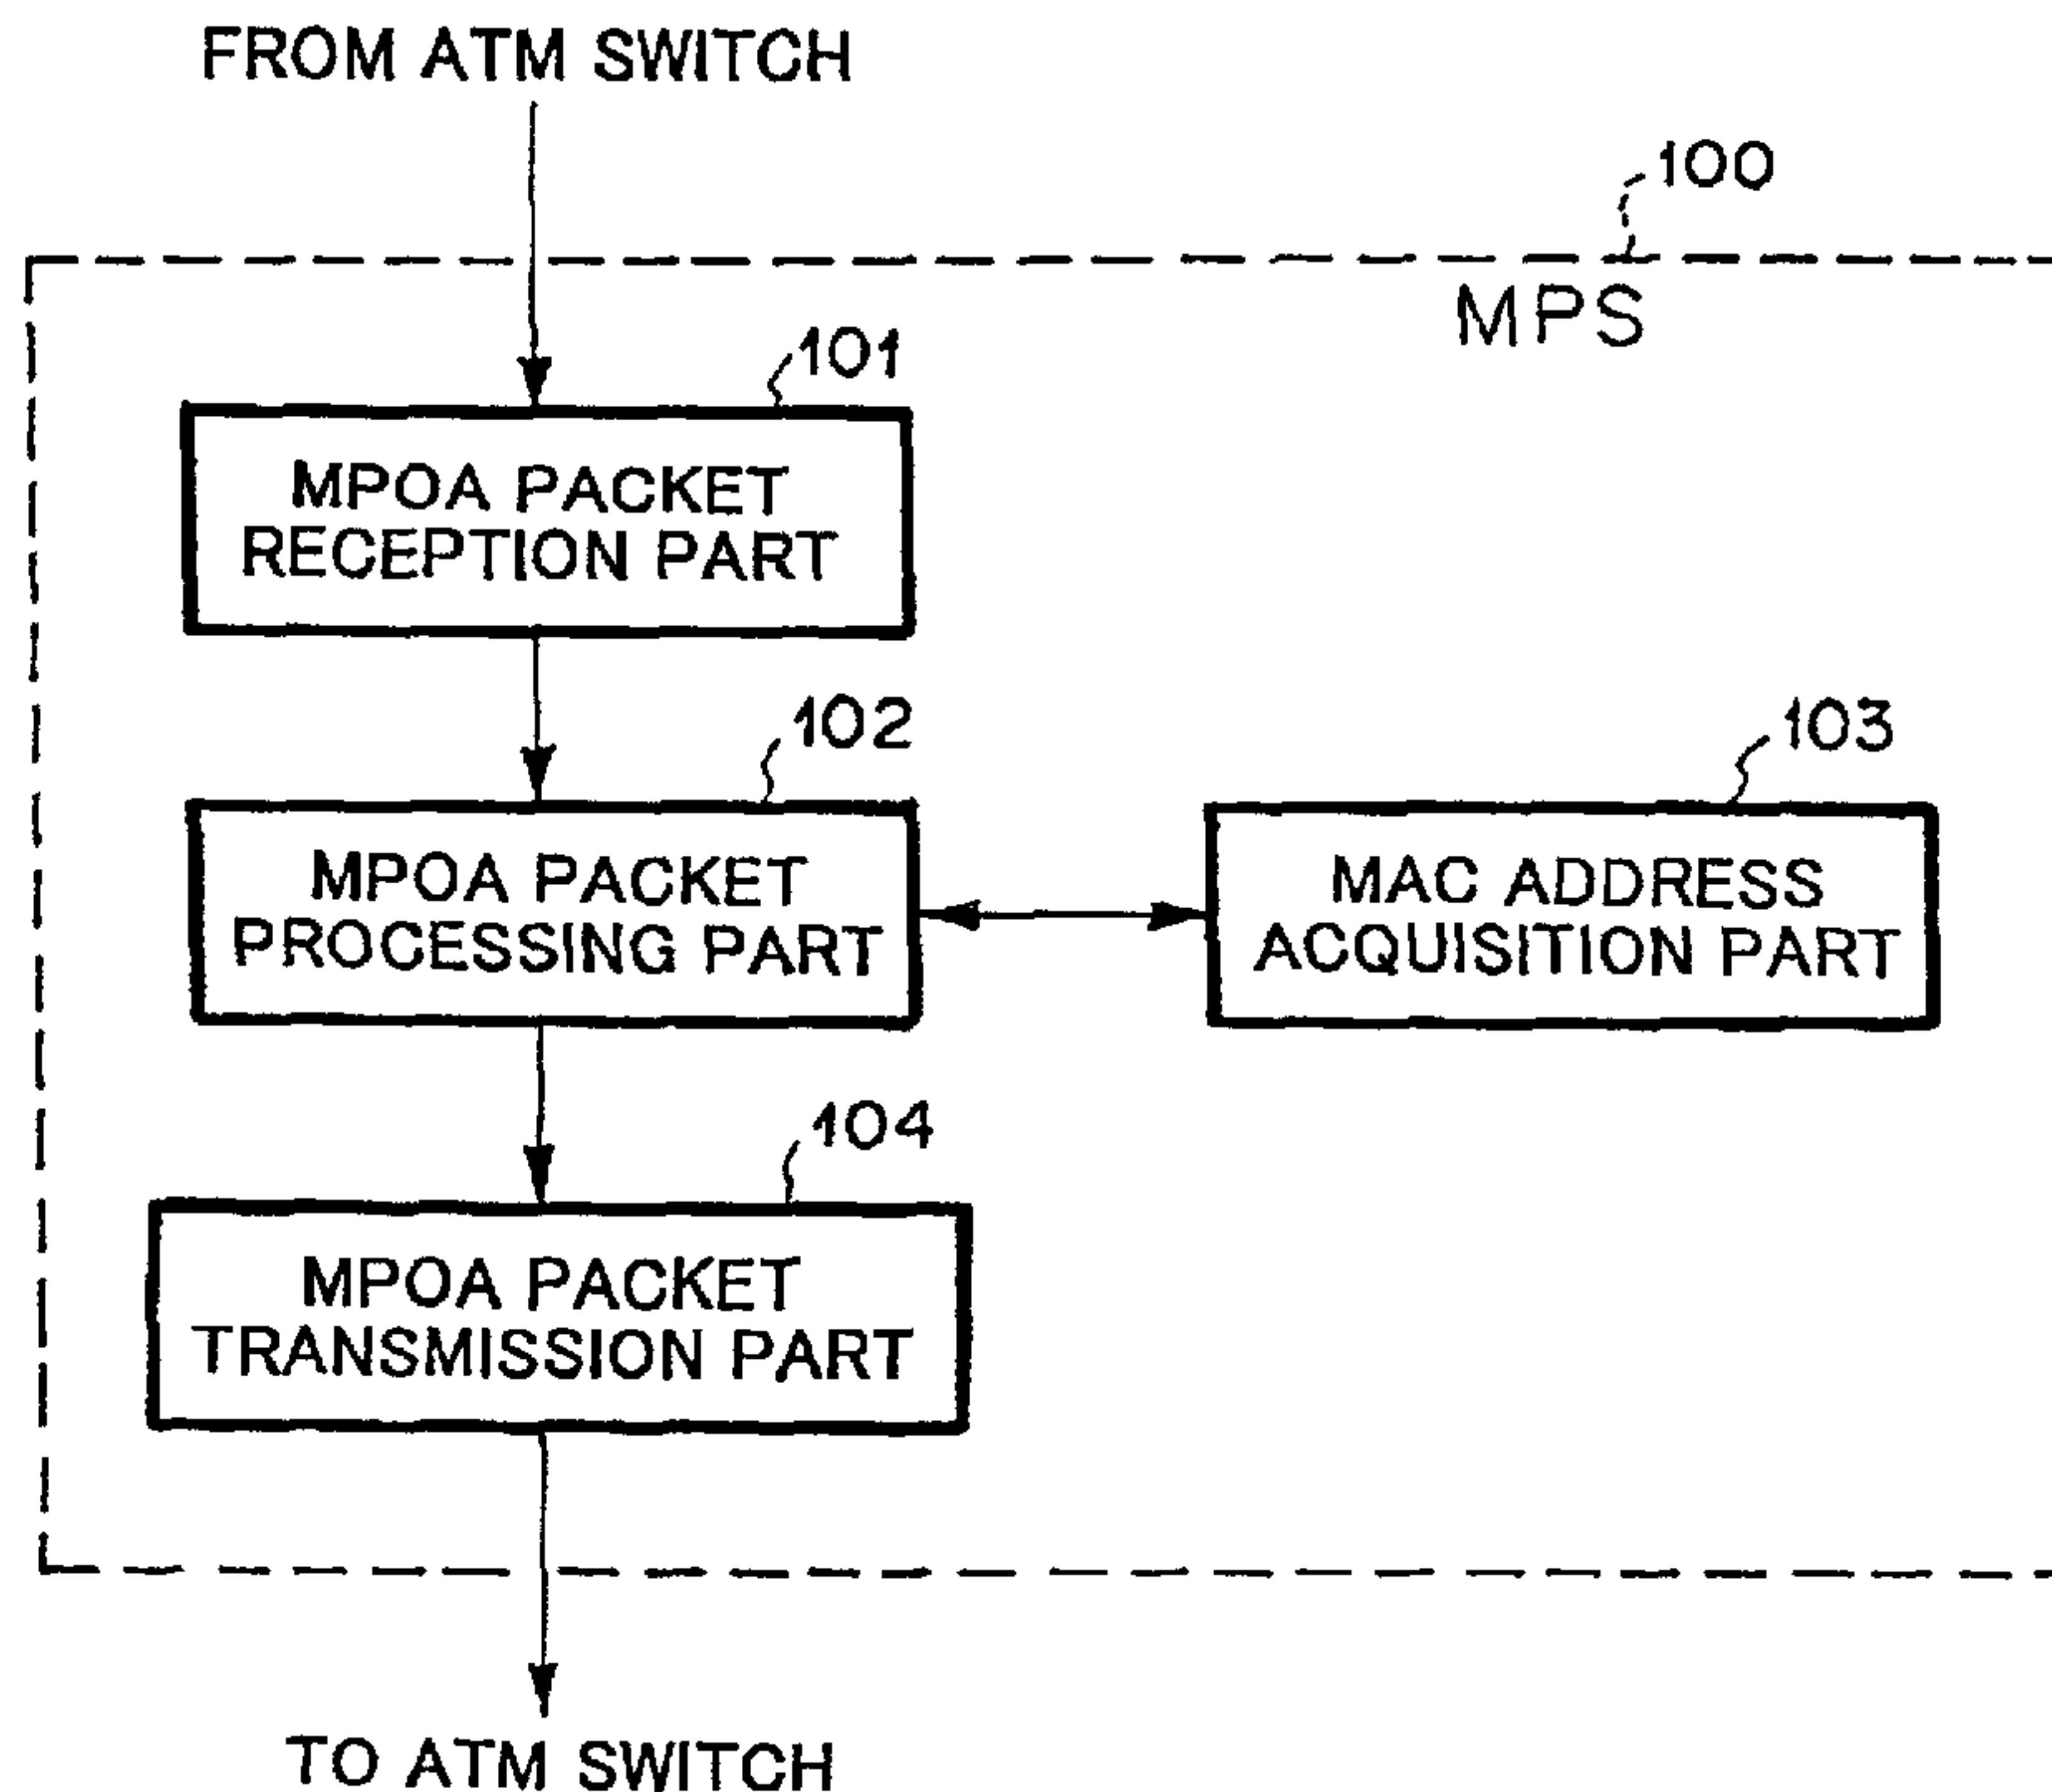 FROM ATM SWITCH
100
MPS
101
MPOA PACKET
RECEPTION PART
102
103
MPOA PACKET
PROCESSING PART
MAC ADDRESS
ACQUISITION PART
104
MPOA PACKET
TRANSMISSION PART
TO ATM SWITCH